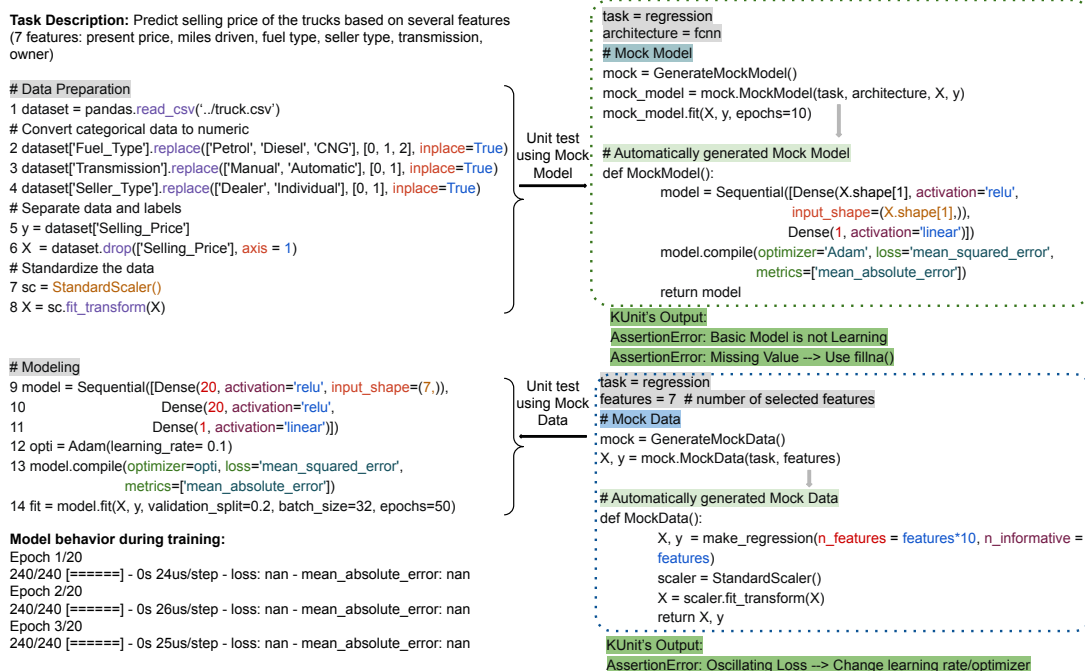 Task Description: Predict selling price of the trucks based on several features
(7 features: present price, miles driven, fuel type, seller type, transmission,
owner)
# Data Preparation
1 dataset = pandas.read_csv('../truck.csv')
# Convert categorical data to numeric
2 dataset['Fuel_Type'].replace(['Petrol', 'Diesel', 'CNG'], [0, 1, 2], inplace=True)
3 dataset['Transmission'].replace(['Manual', 'Automatic'], [0, 1], inplace=True)
4 dataset['Seller_Type'].replace(['Dealer', 'Individual'], [0, 1], inplace=True)
# Separate data and labels
5 y = dataset['Selling_Price']
6 X = dataset.drop(['Selling_Price'], axis = 1)
# Standardize the data
7 sc = StandardScaler()
8 X = sc.fit_transform(X)
Unit test
using Mock
Model
task = regression
architecture = fcnn
# Mock Model
mock = GenerateMockModel()
mock_model = mock.MockModel(task, architecture, X, y)
mock_model.fit(X, y, epochs=10)
# Automatically generated Mock Model
def MockModel():
model = Sequential([Dense(X.shape[1], activation='relu',
input_shape=(X.shape[1],)),
Dense(1, activation='linear')])
model.compile(optimizer='Adam', loss='mean_squared_error',
metrics=['mean_absolute_error'])
return model
KUnit's Output:
AssertionError: Basic Model is not Learning
AssertionError: Missing Value --> Use fillna()
# Modeling
9 model = Sequential([Dense(20, activation='relu', input_shape=(7,)),
10 Dense(20, activation='relu',
11 Dense(1, activation='linear')])
12 opti = Adam(learning_rate= 0.1)
13 model.compile(optimizer=opti, loss='mean_squared_error',
metrics=['mean_absolute_error'])
14 fit = model.fit(X, y, validation_split=0.2, batch_size=32, epochs=50)
Unit test
using Mock
Data
task = regression
features = 7 # number of selected features
# Mock Data
mock = GenerateMockData()
X, y = mock.MockData(task, features)
# Automatically generated Mock Data
def MockData():
X, y = make_regression(n_features = features*10, n_informative =
features)
scaler = StandardScaler()
X = scaler.fit_transform(X)
return X, y
KUnit's Output:
AssertionError: Oscillating Loss --> Change learning rate/optimizer
Model behavior during training:
Epoch 1/20
240/240 [======] - 0s 24us/step - loss: nan - mean_absolute_error: nan
Epoch 2/20
240/240 [======] - 0s 26us/step - loss: nan - mean_absolute_error: nan
Epoch 3/20
240/240 [======] - 0s 25us/step - loss: nan - mean_absolute_error: nan